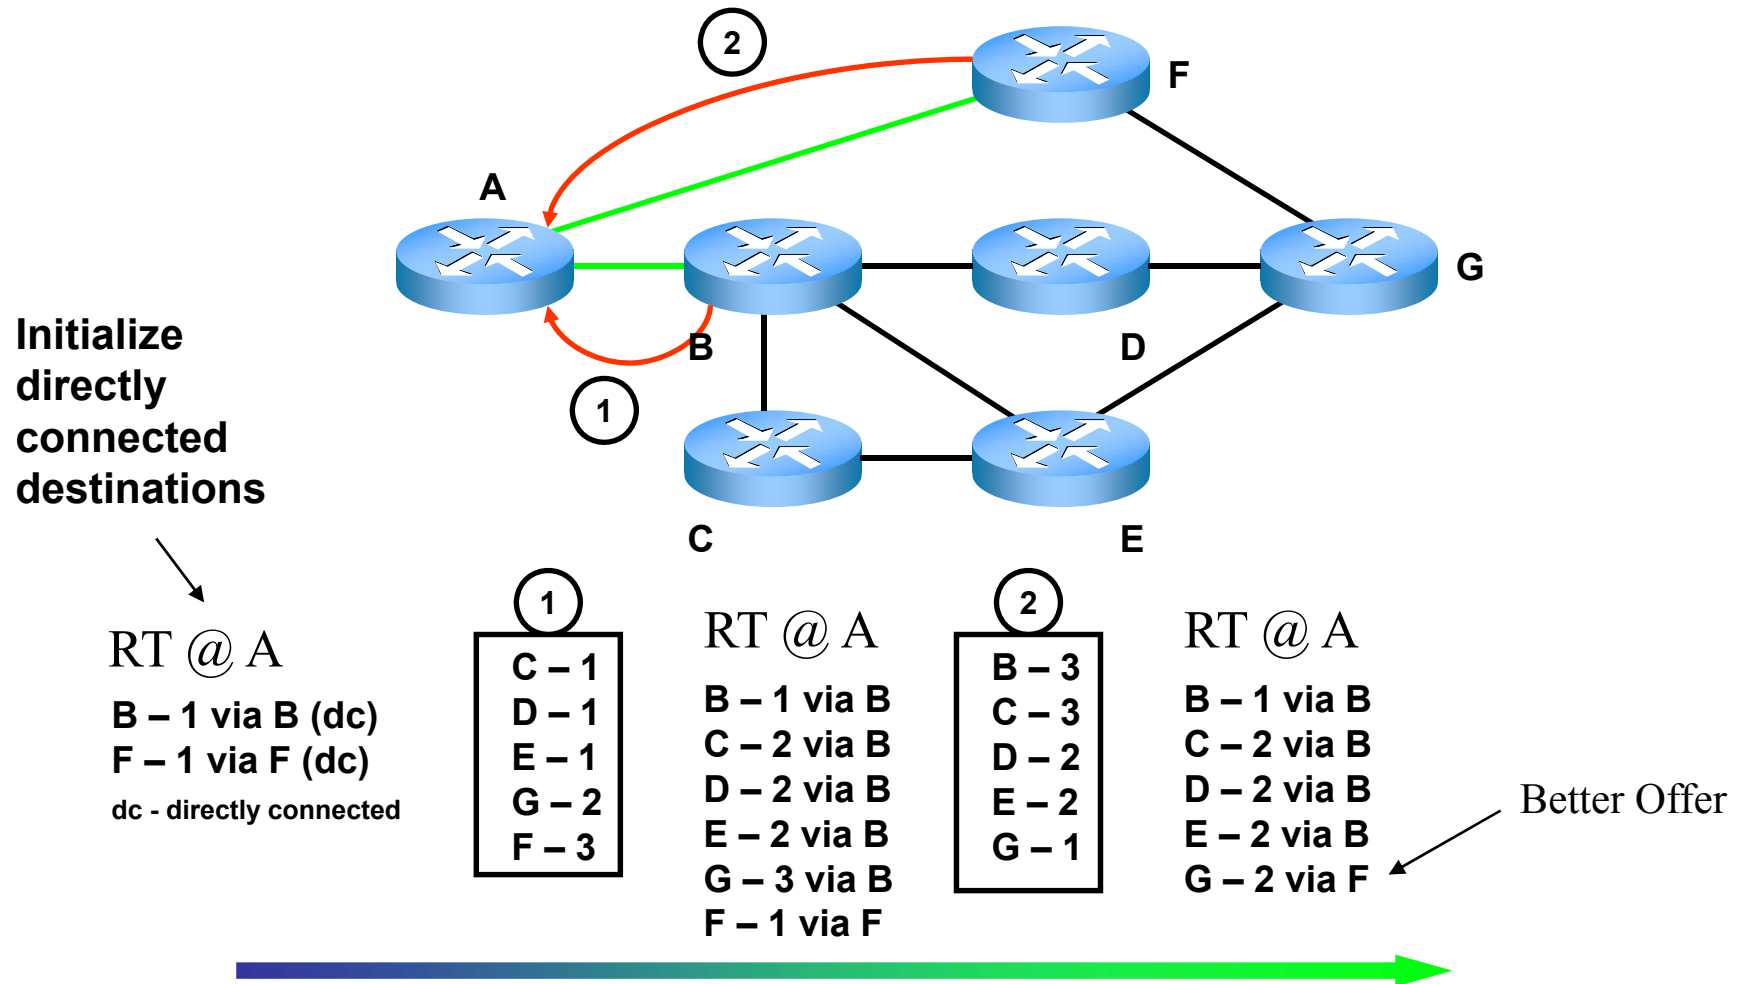 2
F
A
G
B
D
1
Initialize
directly
connected
destinations
C
E
RT @ A
B – 1 via B (dc)
F – 1 via F (dc)
dc - directly connected
1
C – 1
D – 1
E – 1
G – 2
F – 3
RT @ A
B – 1 via B
C – 2 via B
D – 2 via B
E – 2 via B
G – 3 via B
F – 1 via F
2
B – 3
C – 3
D – 2
E – 2
G – 1
RT @ A
B – 1 via B
C – 2 via B
D – 2 via B
E – 2 via B
G – 2 via F
Better Offer